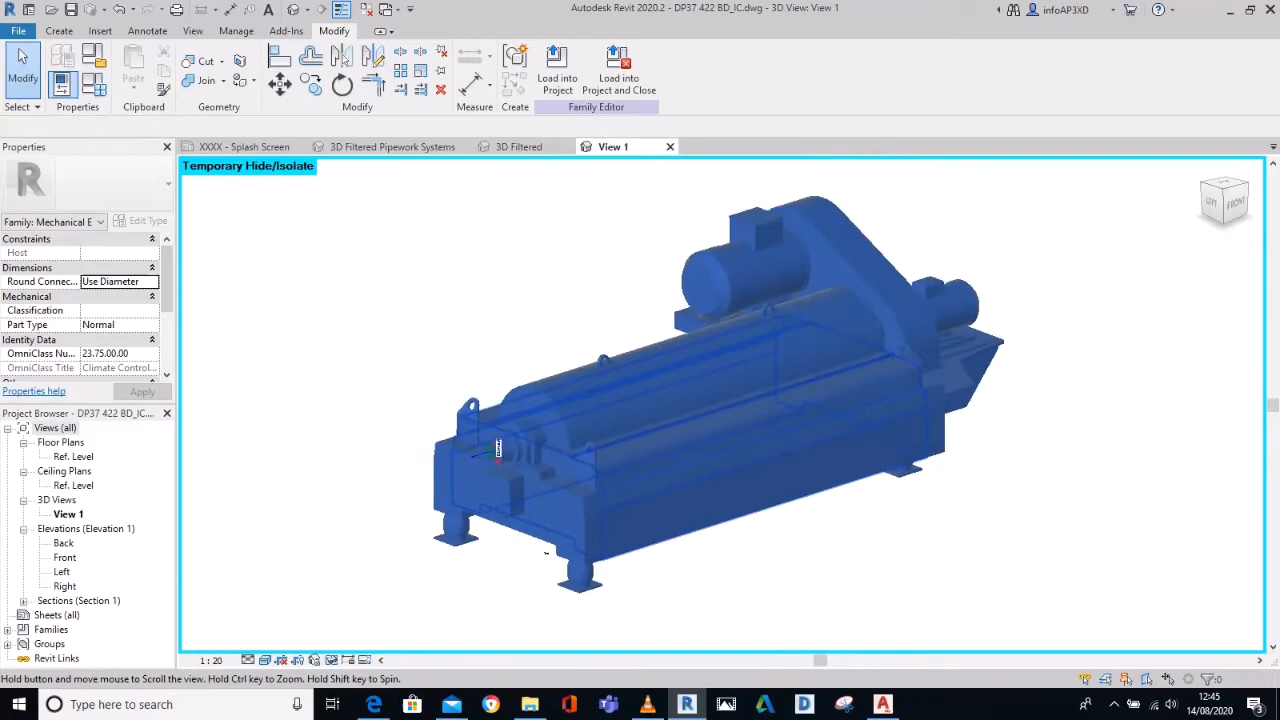 Autodesk Revit 2020.2 - DP37 422 BD_IC.dwg - 3D View: View 1
infoAP3XD
File
Create
Insert
Annotate
View
Manage
Add-Ins
Modify
Modify
Select
Properties
Paste
Clipboard
Cut
Join
Geometry
Modify
Measure
Create
Load into
Project
Load into
Project and Close
Family Editor
Properties
XXXX - Splash Screen
3D Filtered Pipework Systems
3D Filtered
View 1
Temporary Hide/Isolate
R
Family: Mechanical E
Edit Type
Constraints
Host
Dimensions
Round Connec... Use Diameter
Mechanical
Classification
Part Type Normal
Identity Data
OmniClass Nu... 23.75.00.00
OmniClass Title Climate Control...
Properties help
Apply
Project Browser - DP37 422 BD_IC....
Views (all)
Floor Plans
Ref. Level
Ceiling Plans
Ref. Level
3D Views
View 1
Elevations (Elevation 1)
Back
Front
Left
Right
Sections (Section 1)
Sheets (all)
Families
Groups
Revit Links
LEFT
FRONT
1 : 20
Hold button and move mouse to Scroll the view. Hold Ctrl key to Zoom. Hold Shift key to Spin.
:0
Type here to search
12:45
14/08/2020